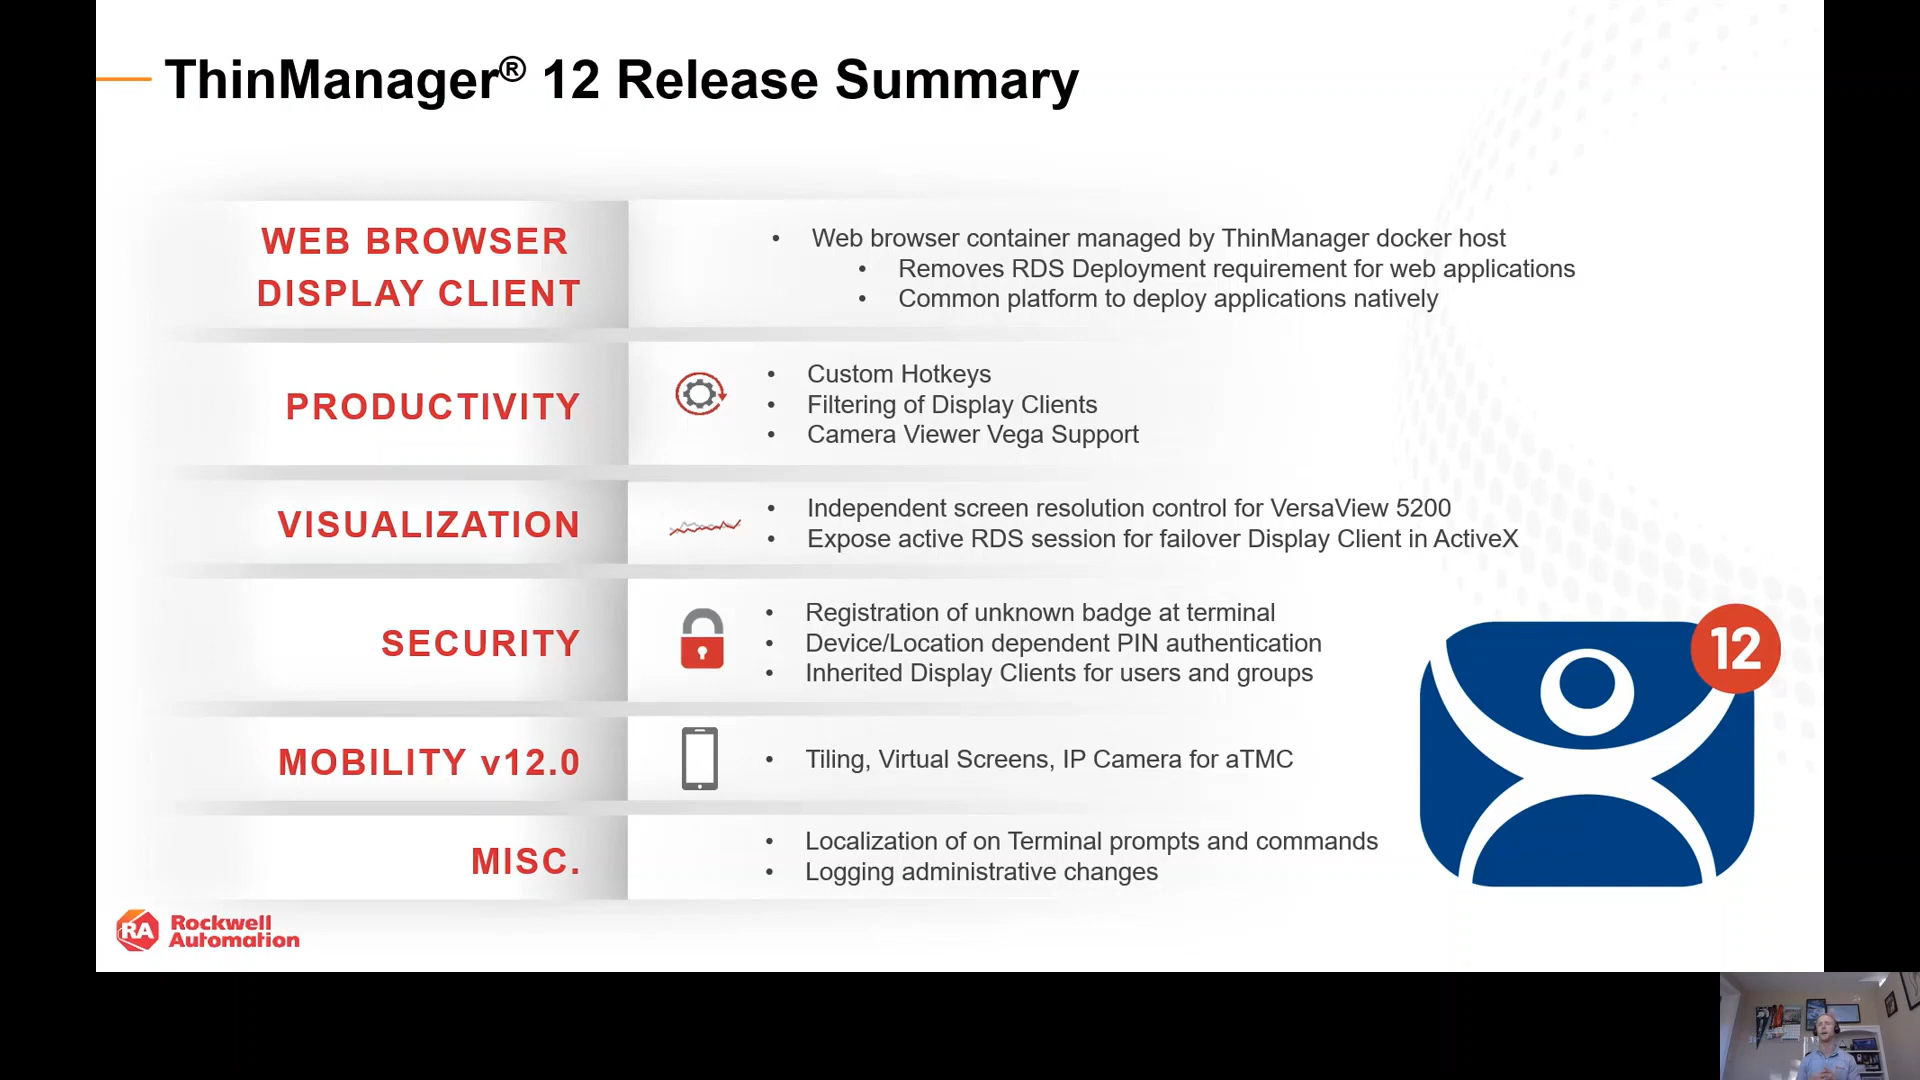 ThinManager® 12 Release Summary
WEB BROWSER
DISPLAY CLIENT
• Web browser container managed by ThinManager docker host
• Removes RDS Deployment requirement for web applications
• Common platform to deploy applications natively
PRODUCTIVITY
• Custom Hotkeys
• Filtering of Display Clients
• Camera Viewer Vega Support
VISUALIZATION
• Independent screen resolution control for VersaView 5200
• Expose active RDS session for failover Display Client in ActiveX
SECURITY
• Registration of unknown badge at terminal
• Device/Location dependent PIN authentication
• Inherited Display Clients for users and groups
MOBILITY v12.0
• Tiling, Virtual Screens, IP Camera for aTMC
MISC.
• Localization of on Terminal prompts and commands
• Logging administrative changes
12
RA
Rockwell
Automation